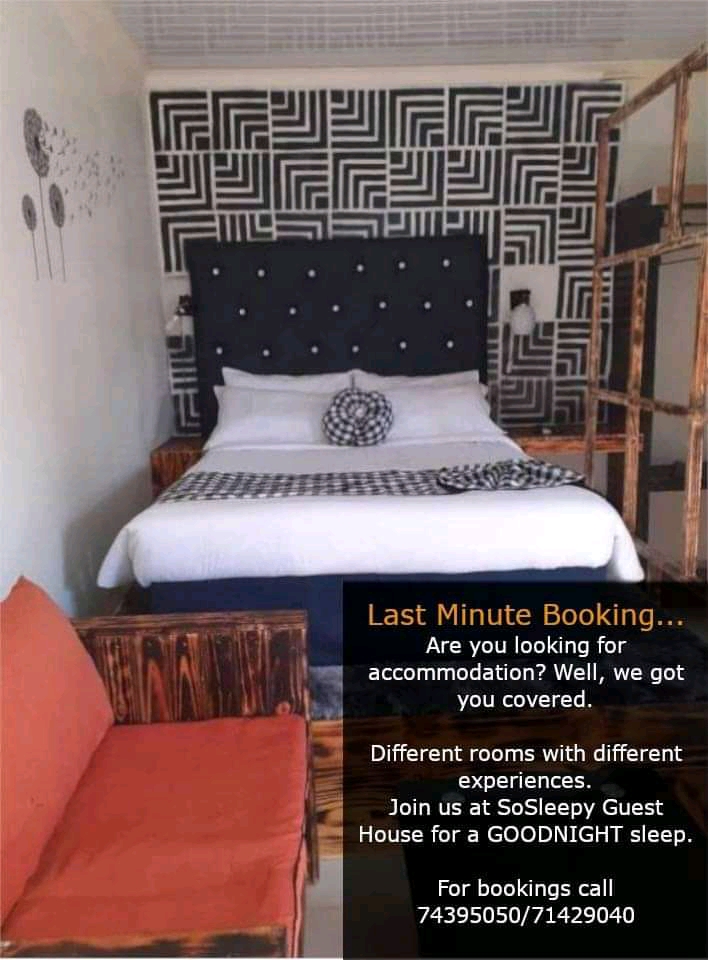 Last Minute Booking...
Are you looking for
accommodation? Well, we got
you covered.
Different rooms with different
experiences.
Join us at SoSleepy Guest
House for a GOODNIGHT sleep.
For bookings call
74395050/71429040